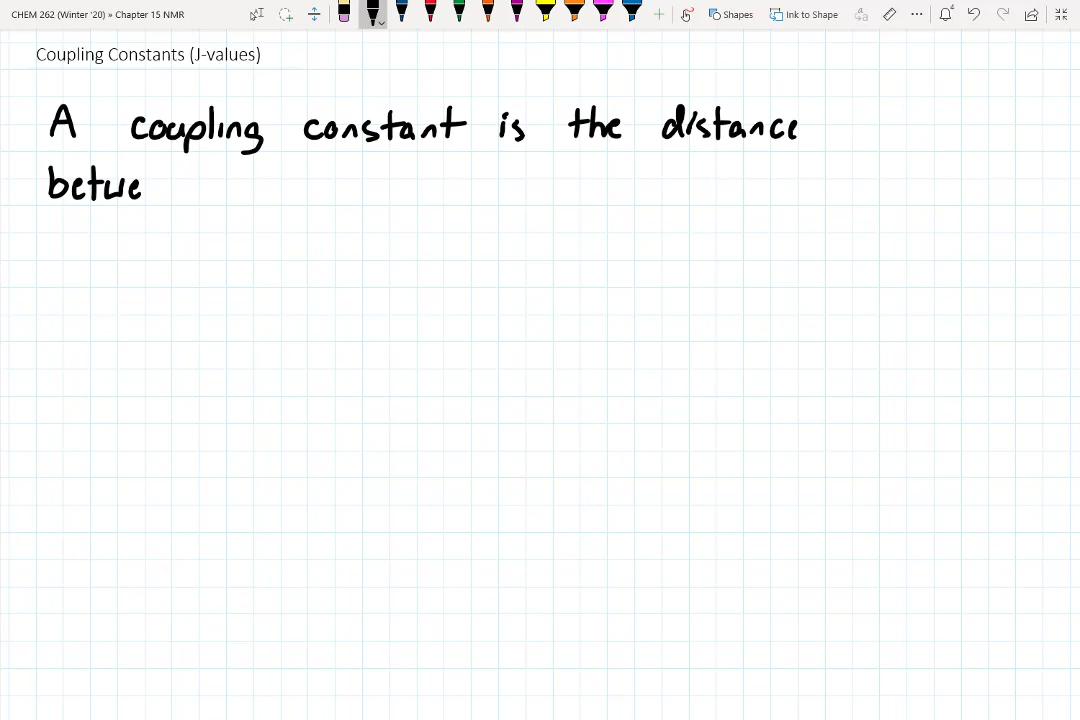 CHEM 262 (Winter '20) » Chapter 15 NMR Shapes Ink to Shape
Coupling Constants (J-values)
A coupling constant is the distance
betwe